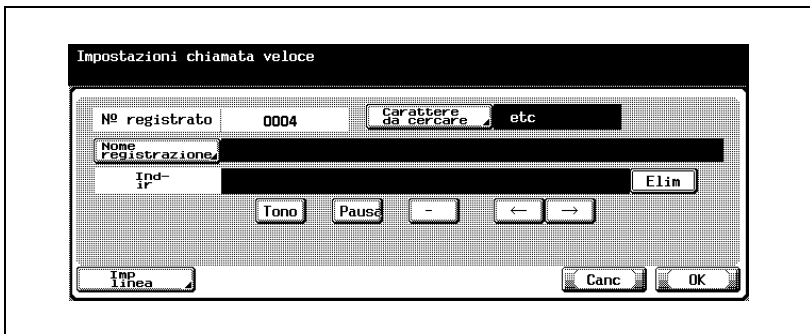 Impostazioni chiamata veloce
Nº registrato 0004 Carattere
da cercare etc
Nome
registrazione
Ind-
ir Elim
Tono Pausa - ← →
Imp
linea Canc OK